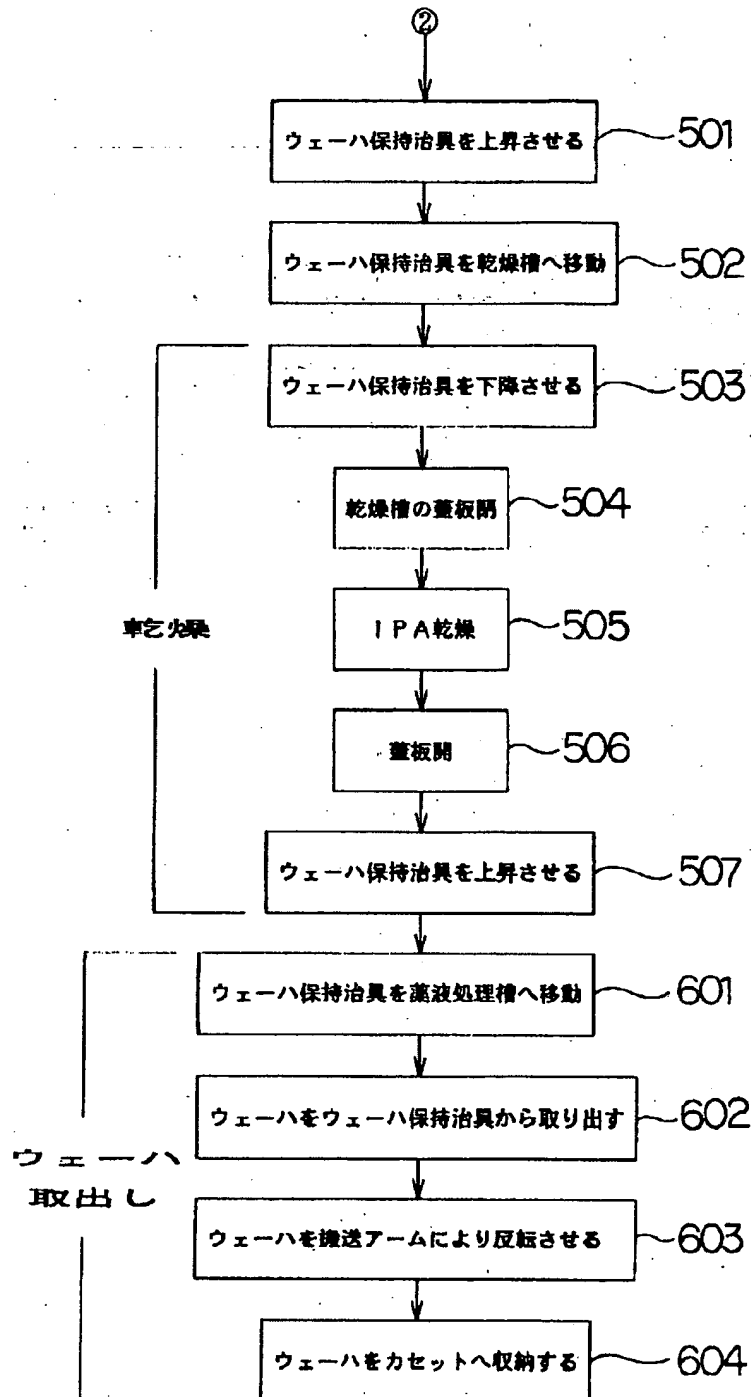 ②
ウェーハ保持治具を上昇させる 501
ウェーハ保持治具を乾燥槽へ移動 502
ウェーハ保持治具を下降させる 503
乾燥槽の蓋板閉 504
IPA乾燥 505
乾燥
蓋板開 506
ウェーハ保持治具を上昇させる 507
ウェーハ保持治具を薬液処理槽へ移動 601
ウェーハをウェーハ保持治具から取り出す 602
ウェーハ
取出し
ウェーハを搬送アームにより反転させる 603
ウェーハをカセットへ収納する 604